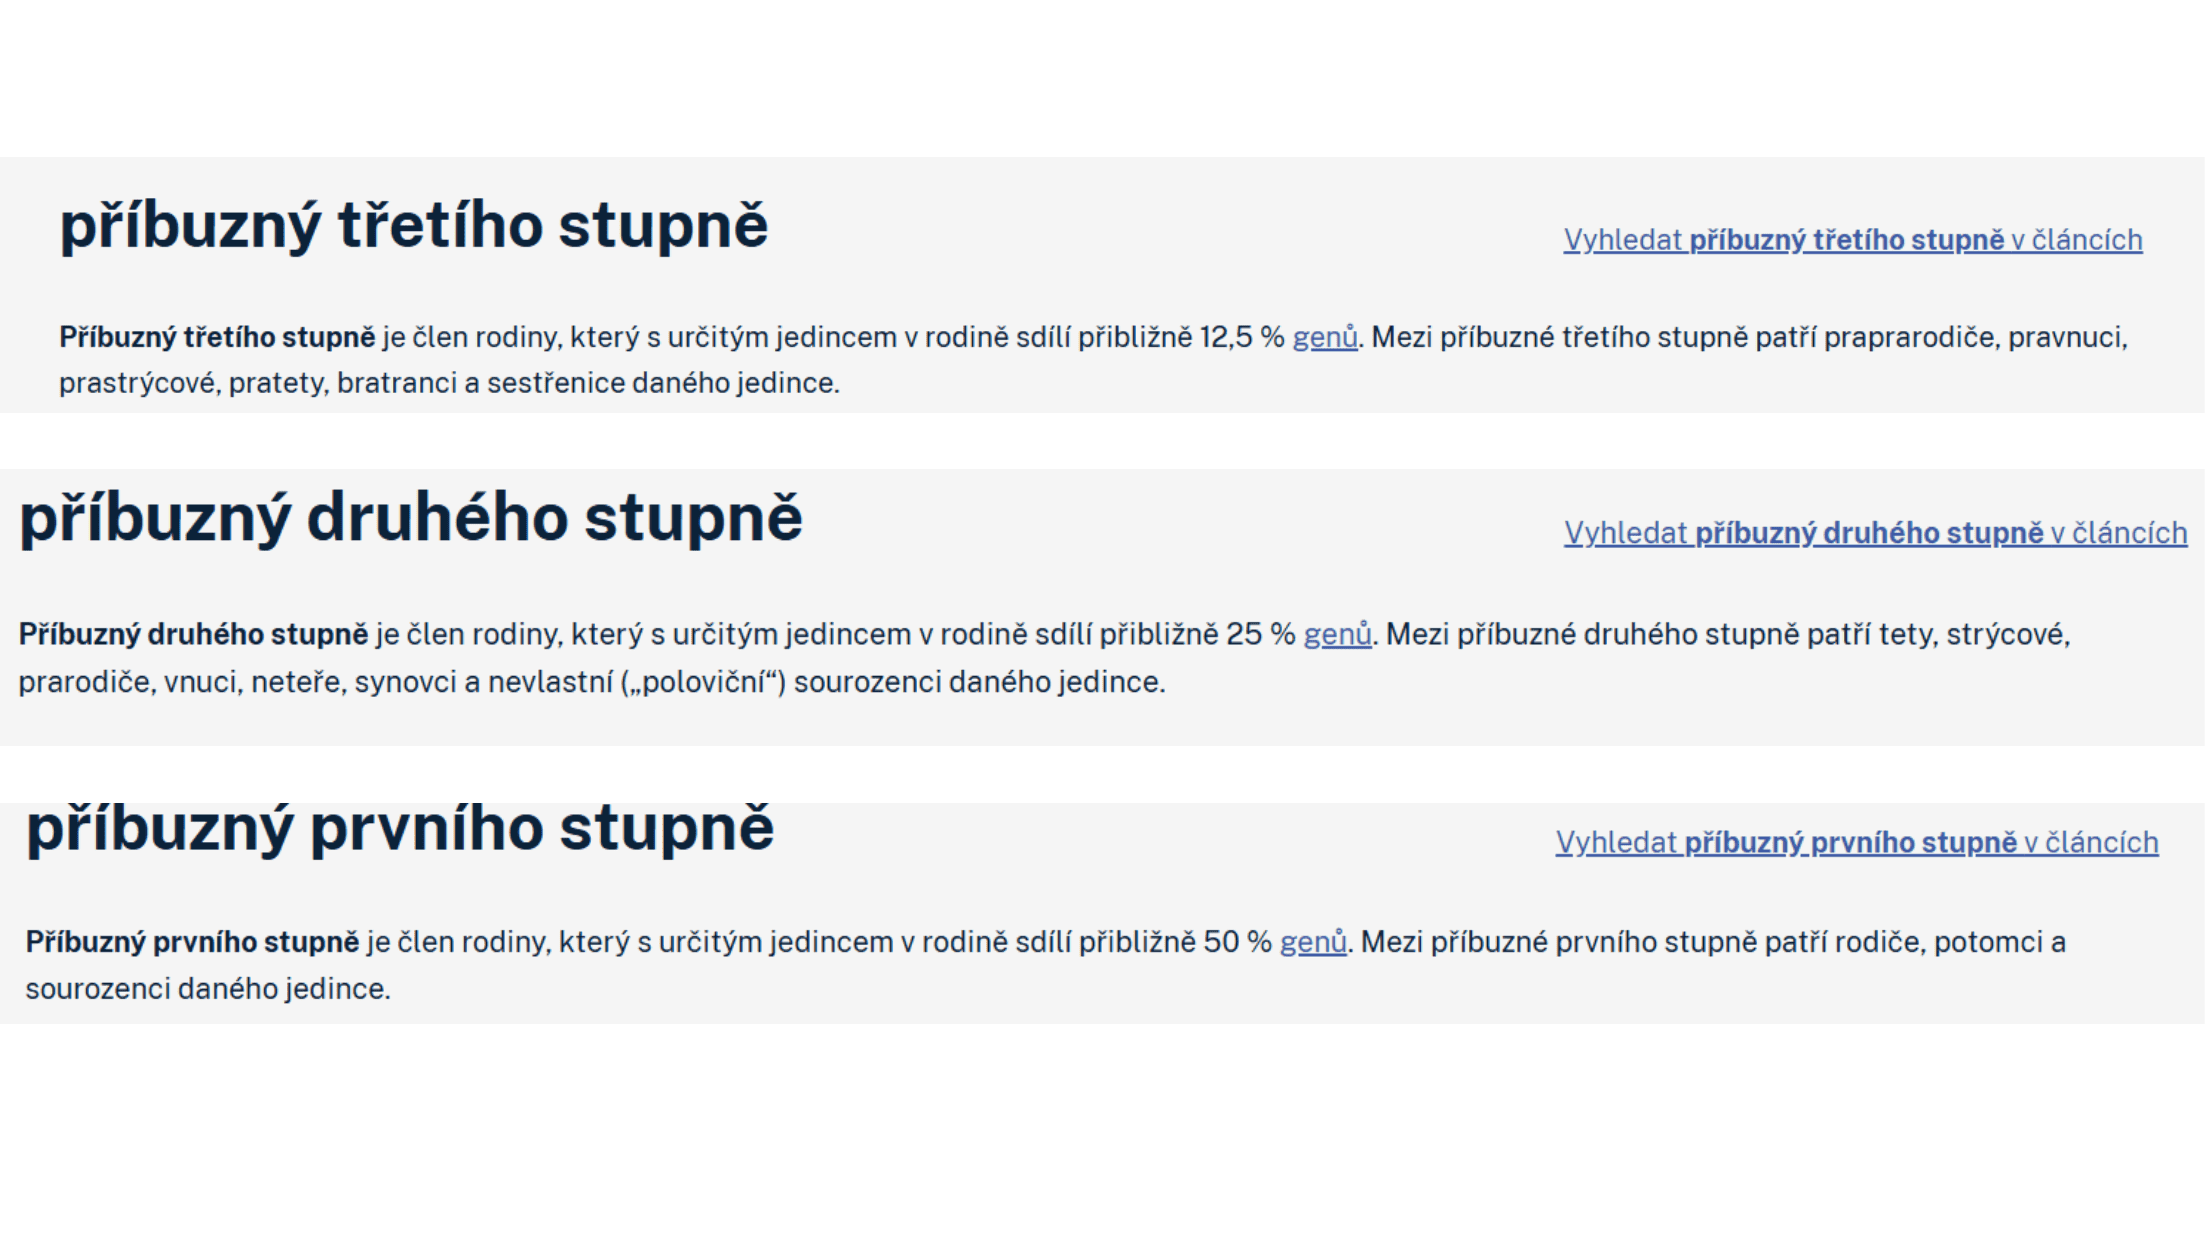 příbuzný třetího stupně
Vyhledat příbuzný třetího stupně v článcích
Příbuzný třetího stupně je člen rodiny, který s určitým jedincem v rodině sdílí přibližně 12,5 % genů. Mezi příbuzné třetího stupně patří praprarodiče, pravnuci,
prastrýcové, pratety, bratranci a sestřenice daného jedince.
příbuzný druhého stupně
Vyhledat příbuzný druhého stupně v článcích
Příbuzný druhého stupně je člen rodiny, který s určitým jedincem v rodině sdílí přibližně 25 % genů. Mezi příbuzné druhého stupně patří tety, strýcové,
prarodiče, vnuci, neteře, synovci a nevlastní („poloviční“) sourozenci daného jedince.
příbuzný prvního stupně
Vyhledat příbuzný prvního stupně v článcích
Příbuzný prvního stupně je člen rodiny, který s určitým jedincem v rodině sdílí přibližně 50 % genů. Mezi příbuzné prvního stupně patří rodiče, potomci a
sourozenci daného jedince.